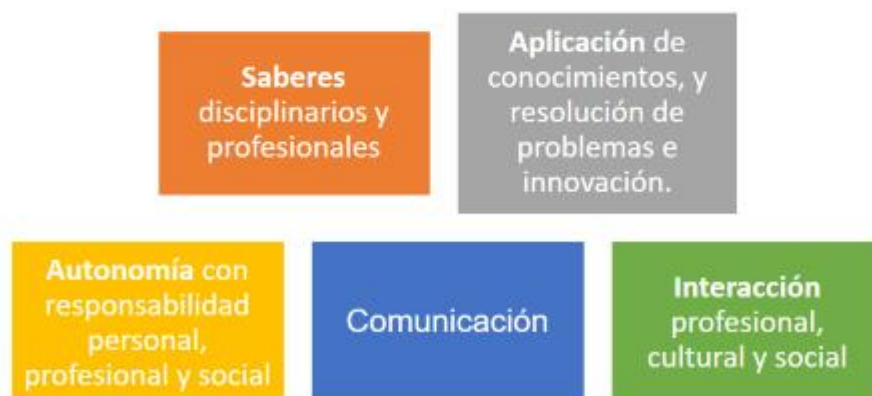 Saberes
disciplinarios y
profesionales
Aplicación de
conocimientos, y
resolución de
problemas e
innovación.
Autonomía con
responsabilidad
personal,
profesional y social
Comunicación
Interacción
profesional,
cultural y social